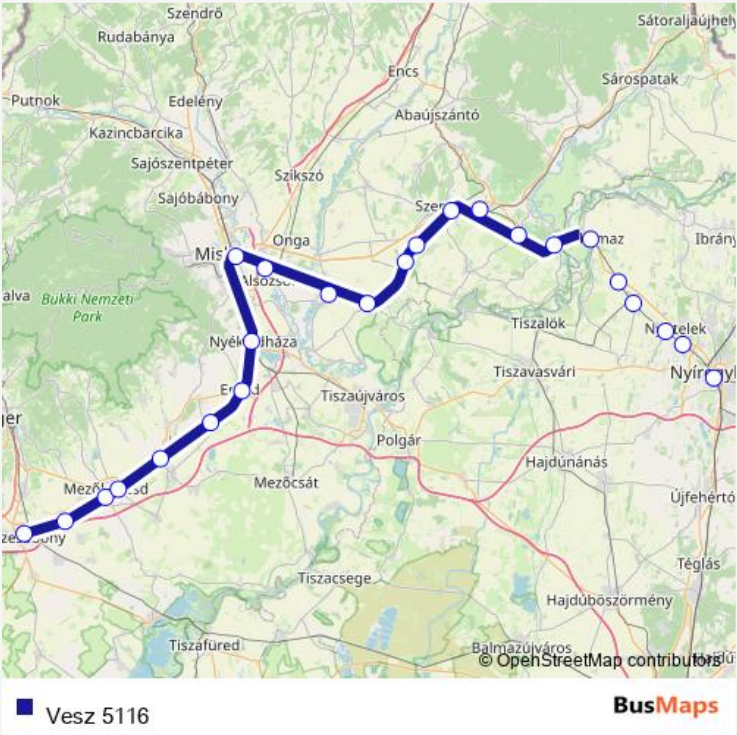 Szendrő
Sátoraljaújhely
Rudabánya
Encs
Sárospatak
Putnok
Edelény
Abaújszántó
Kazincbarcika
Sajószentpéter
Szikszó
Sajóbábony
Onga
Ibrány
Bükki Nemzeti
Park
Tiszalök
Tiszavasvári
Tiszaújváros
Polgár
Hajdúnánás
Mezőcsát
Újfehértó
Téglás
Tiszacsege
Hajdúböszörmény
Tiszafüred
Balmazújváros
© OpenStreetMap contributors
Vesz 5116
BusMaps